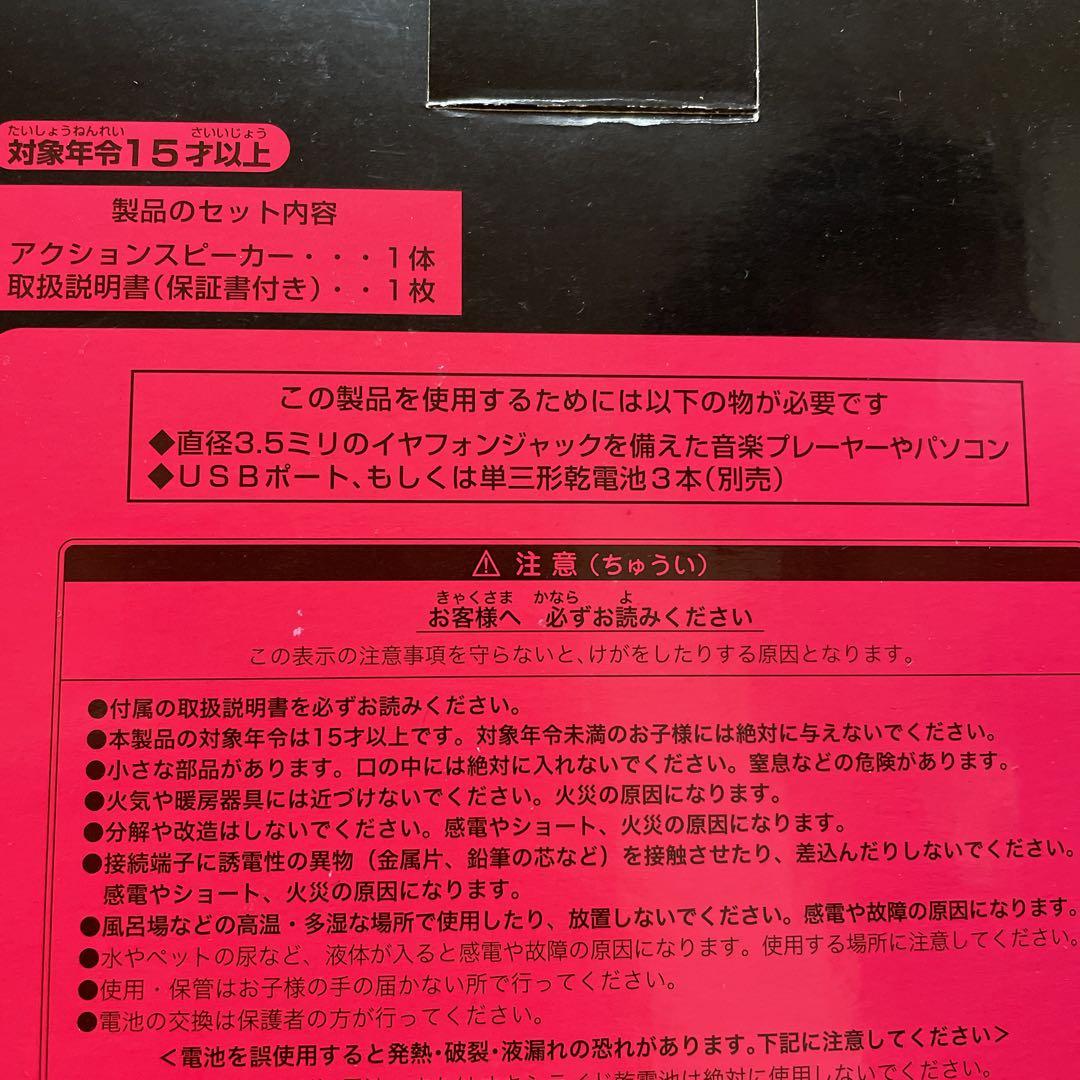 たいしょうねんれい さいいじょう
対象年令15才以上
製品のセット内容
アクションスピーカー・・・1体
取扱説明書(保証書付き)・・1枚
この製品を使用するためには以下の物が必要です
◆直径3.5ミリのイヤフォンジャックを備えた音楽プレーヤーやパソコン
◆USBポート、もしくは単三形乾電池3本(別売)
⚠ 注意(ちゅうい)
きゃくさま かなら よ
お客様へ 必ずお読みください
この表示の注意事項を守らないと、けがをしたりする原因となります。
●付属の取扱説明書を必ずお読みください。
●本製品の対象年令は15才以上です。対象年令未満のお子様には絶対に与えないでください。
●小さな部品があります。口の中には絶対に入れないでください。窒息などの危険があります。
●火気や暖房器具には近づけないでください。火災の原因になります。
●分解や改造はしないでください。感電やショート、火災の原因になります。
●接続端子に誘電性の異物(金属片、鉛筆の芯など)を接触させたり、差込んだりしないでください。
感電やショート、火災の原因になります。
●風呂場などの高温・多湿な場所で使用したり、放置しないでください。感電や故障の原因になります。
●水やペットの尿など、液体が入ると感電や故障の原因になります。使用する場所に注意してください。
●使用・保管はお子様の手の届かない所で行ってください。
●電池の交換は保護者の方が行ってください。
<電池を誤使用すると発熱・破裂・液漏れの恐れがあります。下記に注意してください>
乾電池は絶対に使用しないでください。